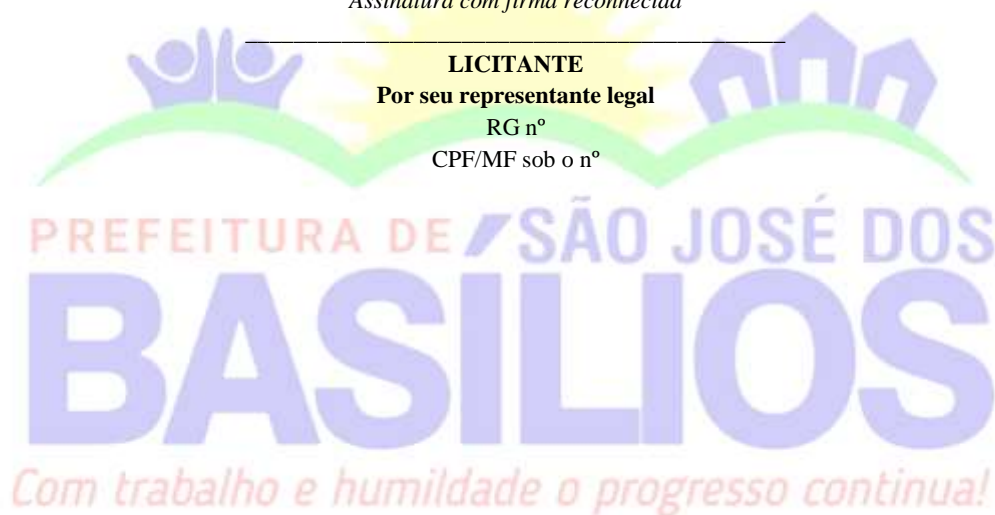 Assinatura com firma reconhecida
LICITANTE
Por seu representante legal
RG nº
CPF/MF sob o nº
PREFEITURA DE SÃO JOSÉ DOS
BASÍLIOS
Com trabalho e humildade o progresso continua!